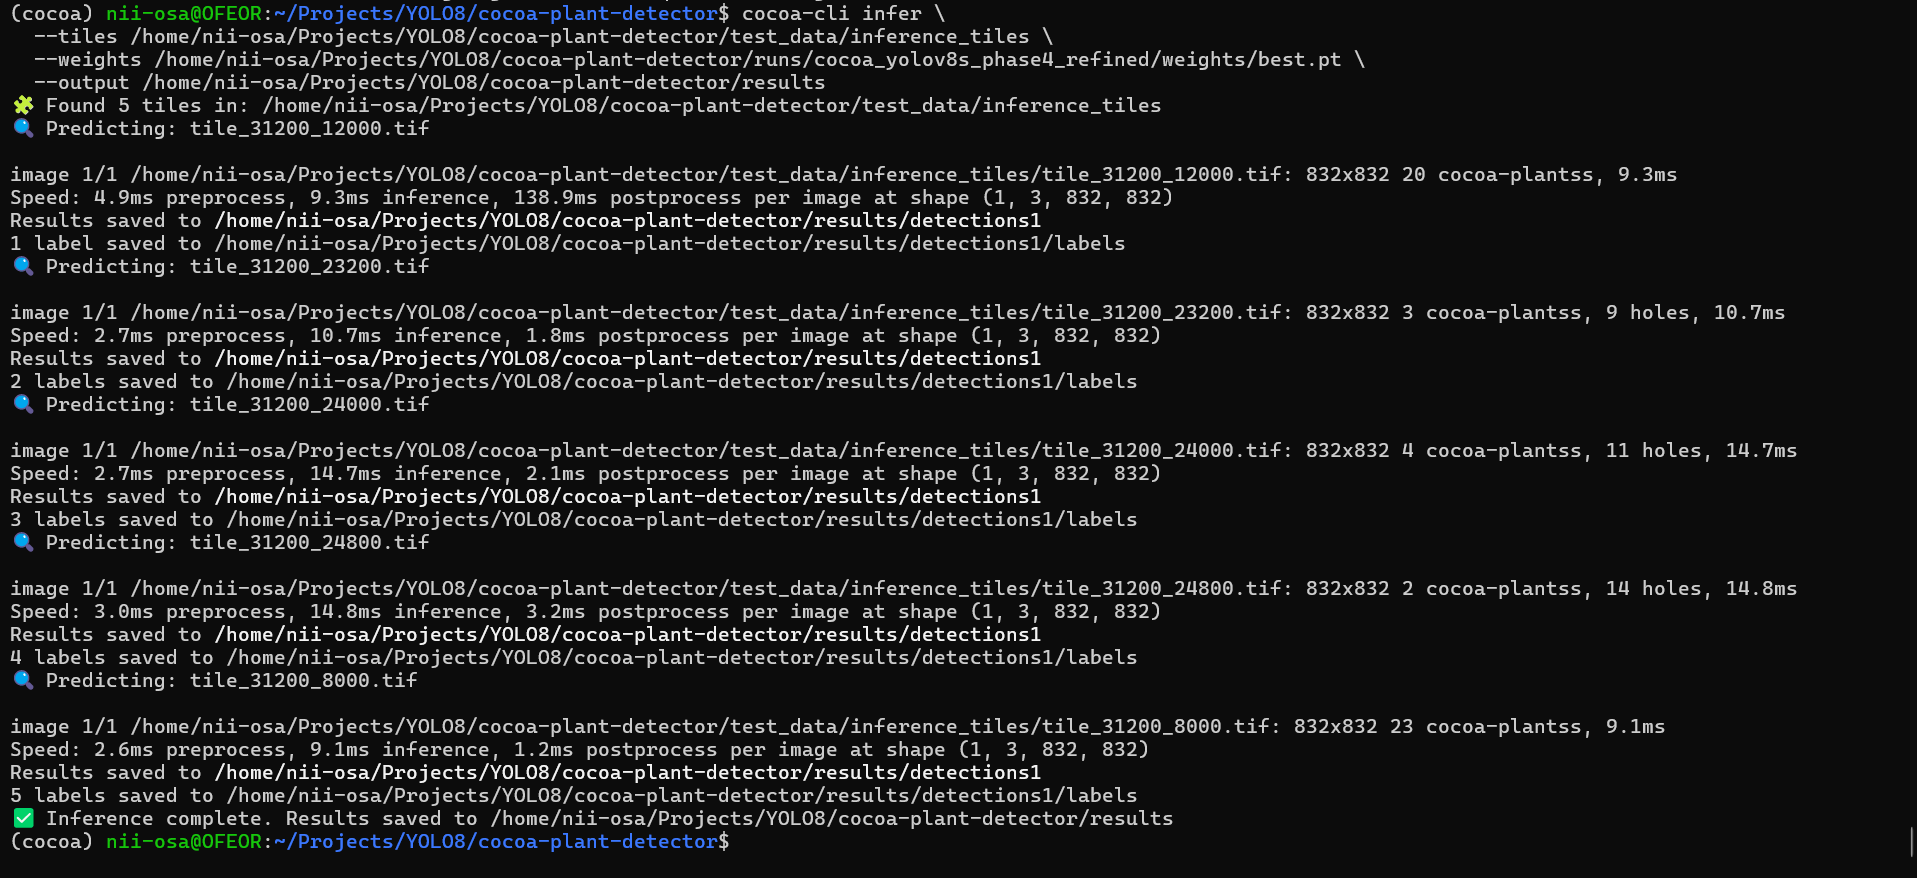 (cocoa) nii-osa@OFEOR:~/Projects/YOLO8/cocoa-plant-detector$ cocoa-cli infer \
  --tiles /home/nii-osa/Projects/YOLO8/cocoa-plant-detector/test_data/inference_tiles \
  --weights /home/nii-osa/Projects/YOLO8/cocoa-plant-detector/runs/cocoa_yolov8s_phase4_refined/weights/best.pt \
  --output /home/nii-osa/Projects/YOLO8/cocoa-plant-detector/results
🧩 Found 5 tiles in: /home/nii-osa/Projects/YOLO8/cocoa-plant-detector/test_data/inference_tiles
🔍 Predicting: tile_31200_12000.tif

image 1/1 /home/nii-osa/Projects/YOLO8/cocoa-plant-detector/test_data/inference_tiles/tile_31200_12000.tif: 832x832 20 cocoa-plantss, 9.3ms
Speed: 4.9ms preprocess, 9.3ms inference, 138.9ms postprocess per image at shape (1, 3, 832, 832)
Results saved to /home/nii-osa/Projects/YOLO8/cocoa-plant-detector/results/detections1
1 label saved to /home/nii-osa/Projects/YOLO8/cocoa-plant-detector/results/detections1/labels
🔍 Predicting: tile_31200_23200.tif

image 1/1 /home/nii-osa/Projects/YOLO8/cocoa-plant-detector/test_data/inference_tiles/tile_31200_23200.tif: 832x832 3 cocoa-plantss, 9 holes, 10.7ms
Speed: 2.7ms preprocess, 10.7ms inference, 1.8ms postprocess per image at shape (1, 3, 832, 832)
Results saved to /home/nii-osa/Projects/YOLO8/cocoa-plant-detector/results/detections1
2 labels saved to /home/nii-osa/Projects/YOLO8/cocoa-plant-detector/results/detections1/labels
🔍 Predicting: tile_31200_24000.tif

image 1/1 /home/nii-osa/Projects/YOLO8/cocoa-plant-detector/test_data/inference_tiles/tile_31200_24000.tif: 832x832 4 cocoa-plantss, 11 holes, 14.7ms
Speed: 2.7ms preprocess, 14.7ms inference, 2.1ms postprocess per image at shape (1, 3, 832, 832)
Results saved to /home/nii-osa/Projects/YOLO8/cocoa-plant-detector/results/detections1
3 labels saved to /home/nii-osa/Projects/YOLO8/cocoa-plant-detector/results/detections1/labels
🔍 Predicting: tile_31200_24800.tif

image 1/1 /home/nii-osa/Projects/YOLO8/cocoa-plant-detector/test_data/inference_tiles/tile_31200_24800.tif: 832x832 2 cocoa-plantss, 14 holes, 14.8ms
Speed: 3.0ms preprocess, 14.8ms inference, 3.2ms postprocess per image at shape (1, 3, 832, 832)
Results saved to /home/nii-osa/Projects/YOLO8/cocoa-plant-detector/results/detections1
4 labels saved to /home/nii-osa/Projects/YOLO8/cocoa-plant-detector/results/detections1/labels
🔍 Predicting: tile_31200_8000.tif

image 1/1 /home/nii-osa/Projects/YOLO8/cocoa-plant-detector/test_data/inference_tiles/tile_31200_8000.tif: 832x832 23 cocoa-plantss, 9.1ms
Speed: 2.6ms preprocess, 9.1ms inference, 1.2ms postprocess per image at shape (1, 3, 832, 832)
Results saved to /home/nii-osa/Projects/YOLO8/cocoa-plant-detector/results/detections1
5 labels saved to /home/nii-osa/Projects/YOLO8/cocoa-plant-detector/results/detections1/labels
✅ Inference complete. Results saved to /home/nii-osa/Projects/YOLO8/cocoa-plant-detector/results
(cocoa) nii-osa@OFEOR:~/Projects/YOLO8/cocoa-plant-detector$